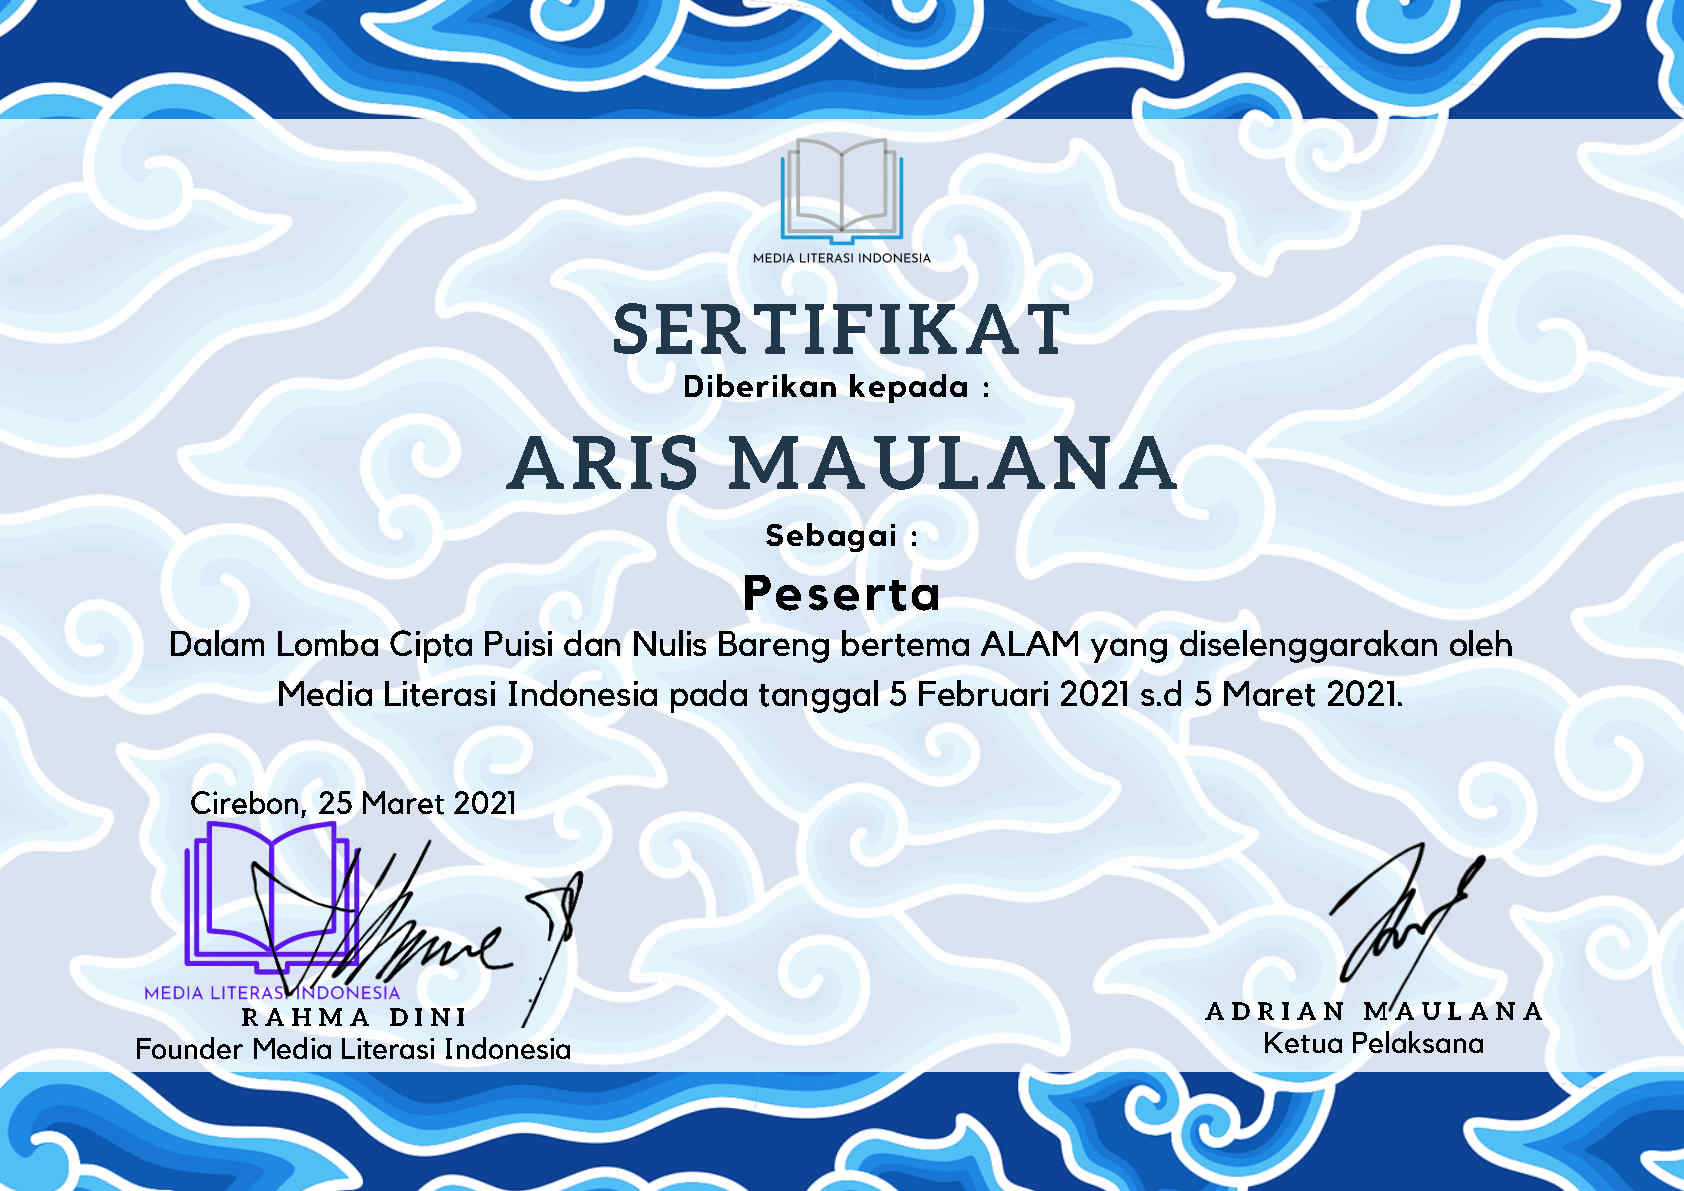 MEDIA LITERASI INDONESIA
SERTIFIKAT
Diberikan kepada :
ARIS MAULANA
Sebagai :
Peserta
Dalam Lomba Cipta Puisi dan Nulis Bareng bertema ALAM yang diselenggarakan oleh
Media Literasi Indonesia pada tanggal 5 Februari 2021 s.d 5 Maret 2021.
Cirebon, 25 Maret 2021
MEDIA LITERASI INDONESIA
RAHMA DINI
Founder Media Literasi Indonesia
ADRIAN MAULANA
Ketua Pelaksana